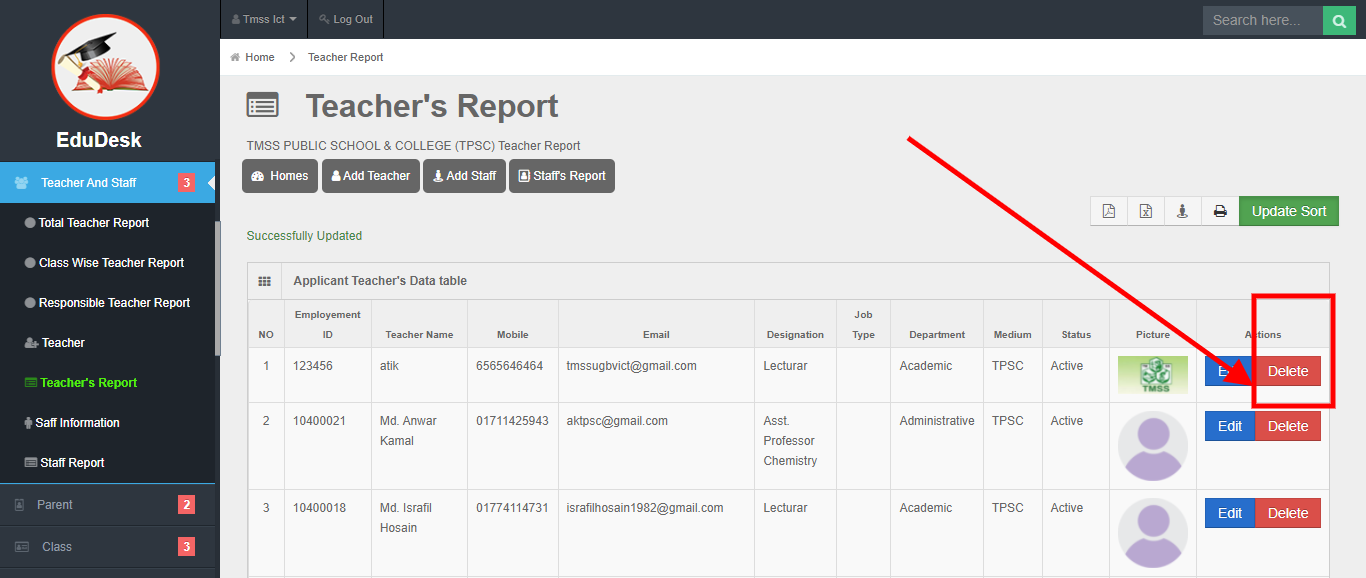 Tmss Ict
Log Out
Search here...
EduDesk
Home
Teacher Report
Teacher's Report
TMSS PUBLIC SCHOOL & COLLEGE (TPSC) Teacher Report
Homes
Add Teacher
Add Staff
Staff's Report
Teacher And Staff
3
Total Teacher Report
Class Wise Teacher Report
Responsible Teacher Report
Teacher
Teacher's Report
Saff Information
Staff Report
Parent
2
Class
3
Update Sort
Successfully Updated
Applicant Teacher's Data table
NO
Employement
ID
Teacher Name
Mobile
Email
Designation
Job
Type
Department
Medium
Status
Picture
Actions
1
123456
atik
6565646464
tmssugbvict@gmail.com
Lecturar
Academic
TPSC
Active
TMSS
Delete
2
10400021
Md. Anwar
Kamal
01711425943
aktpsc@gmail.com
Asst.
Professor
Chemistry
Administrative
TPSC
Active
Edit
Delete
3
10400018
Md. Israfil
Hosain
01774114731
israfilhosain1982@gmail.com
Lecturar
Academic
TPSC
Active
Edit
Delete